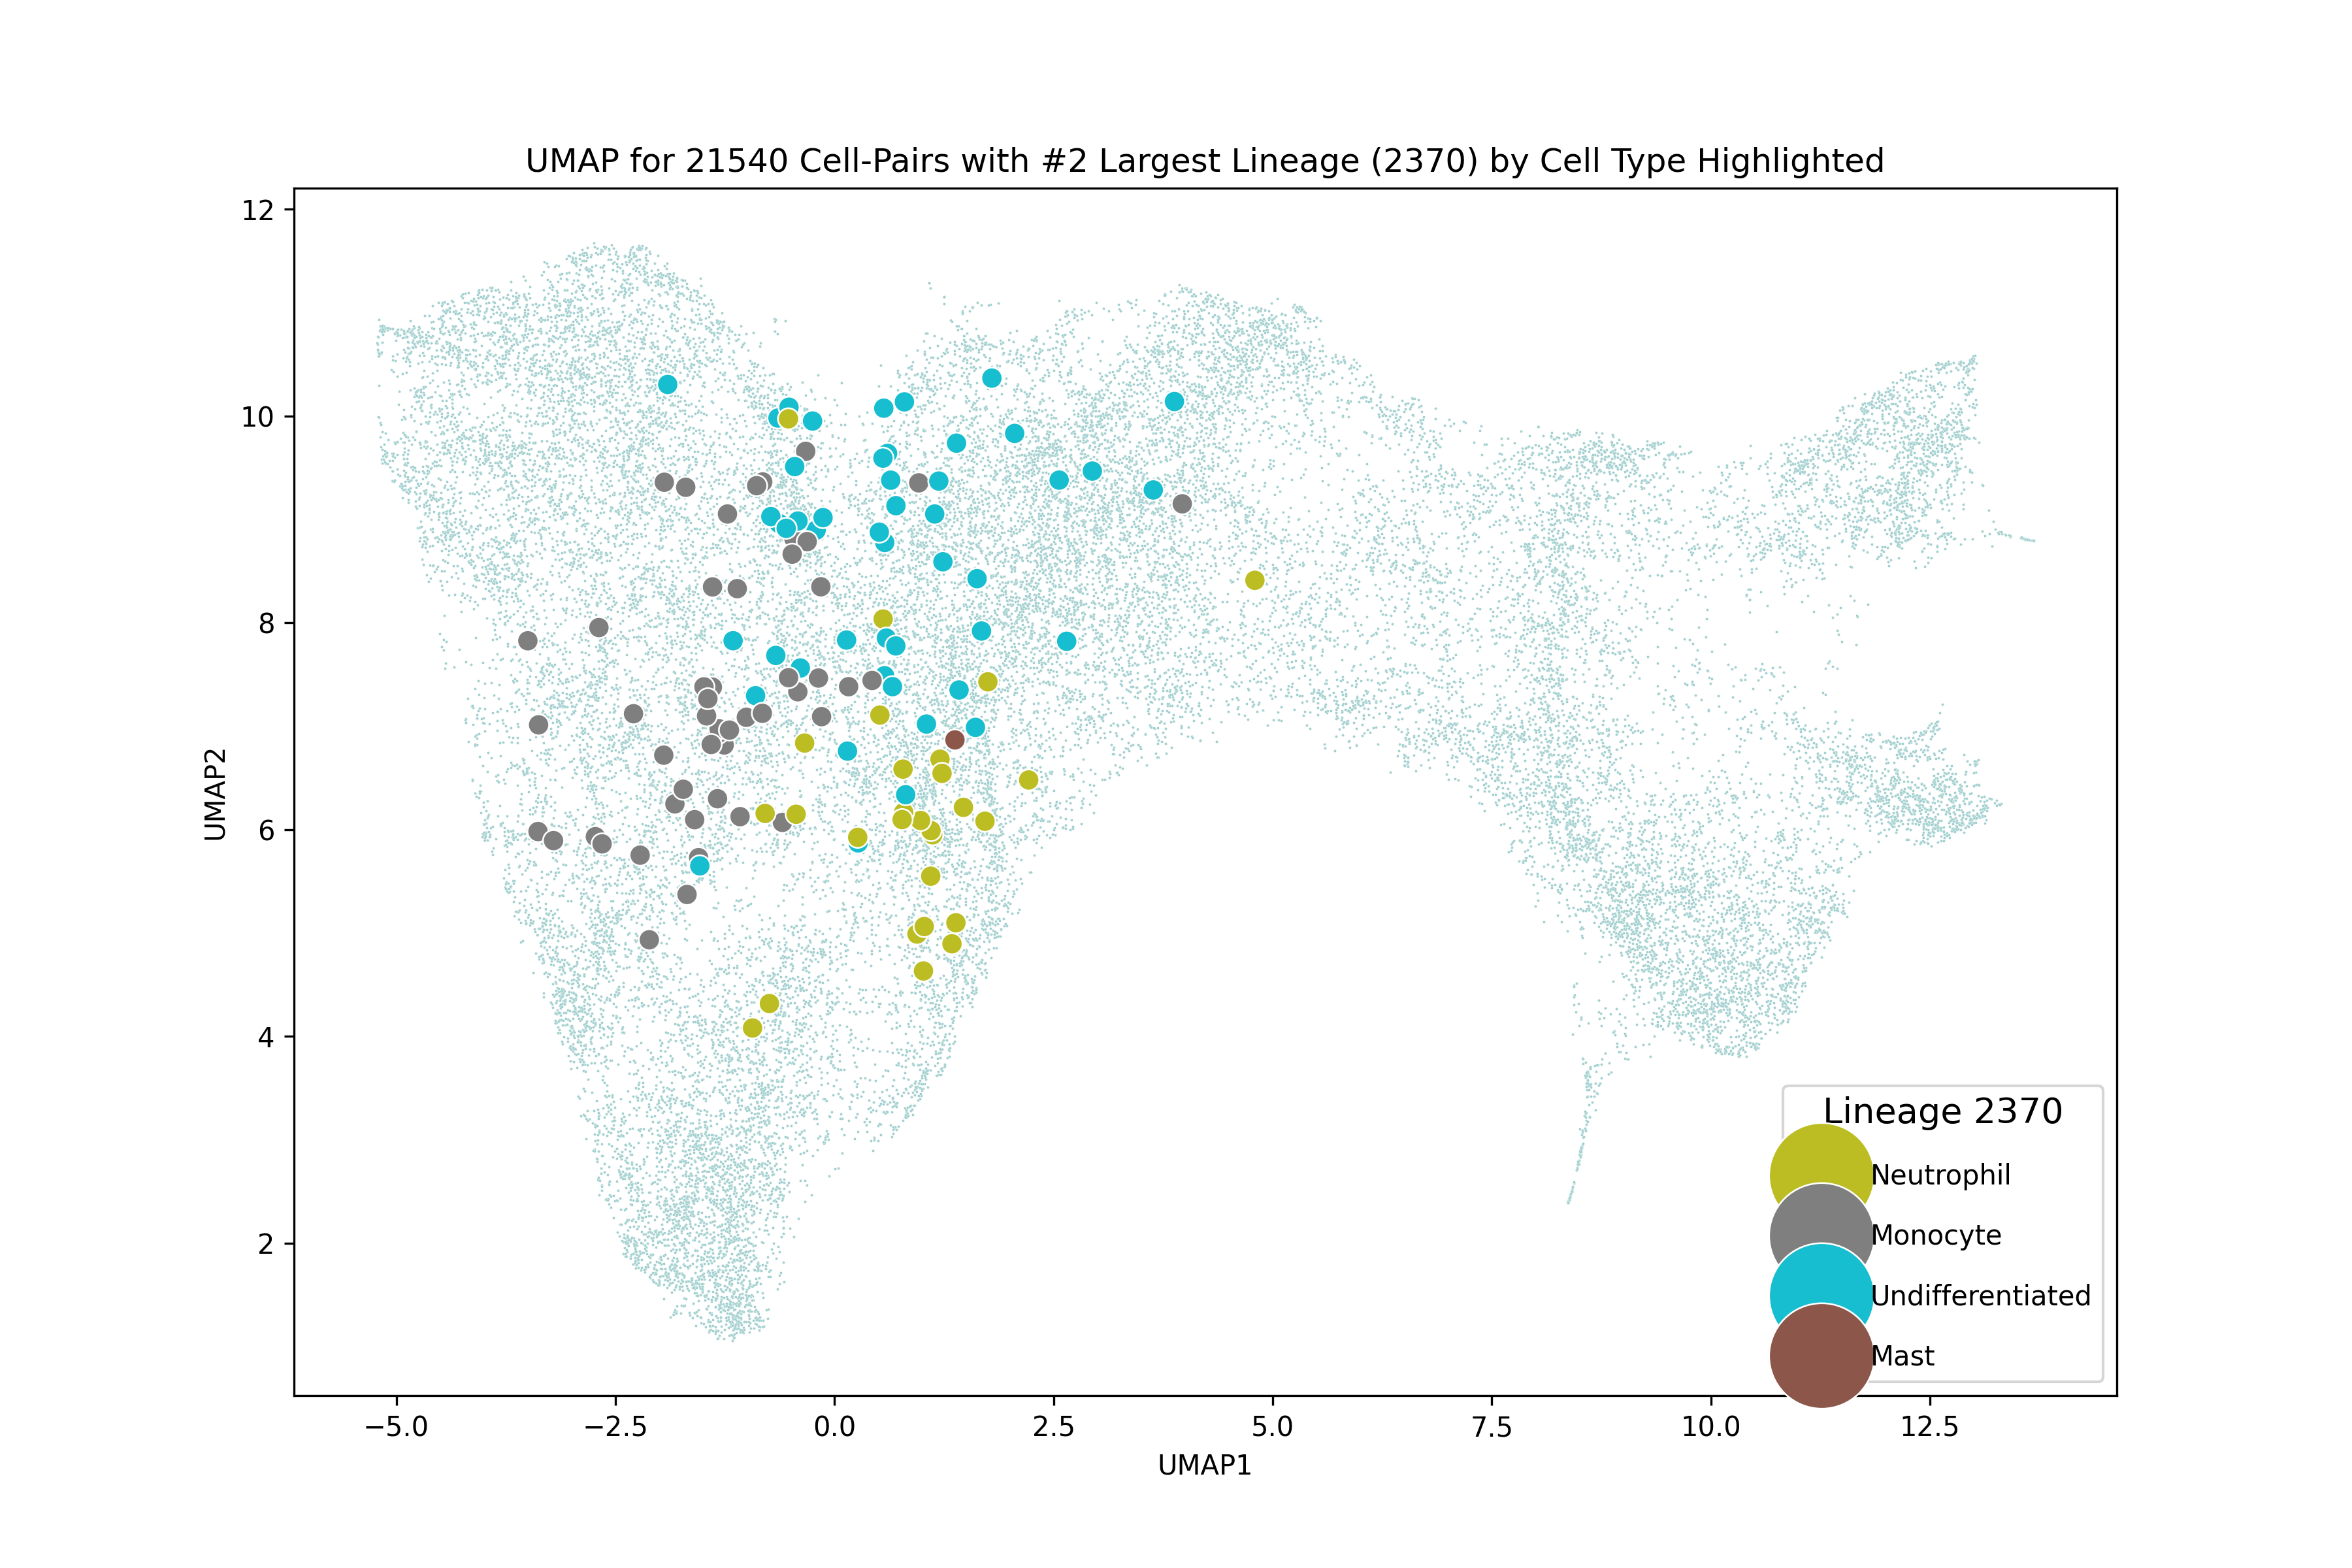 UMAP for 21540 Cell-Pairs with #2 Largest Lineage (2370) by Cell Type Highlighted
12
10
8
6
4
2
UMAP2
−5.0 −2.5 0.0 2.5 5.0 7.5 10.0 12.5
UMAP1
Lineage 2370
Neutrophil
Monocyte
Undifferentiated
Mast